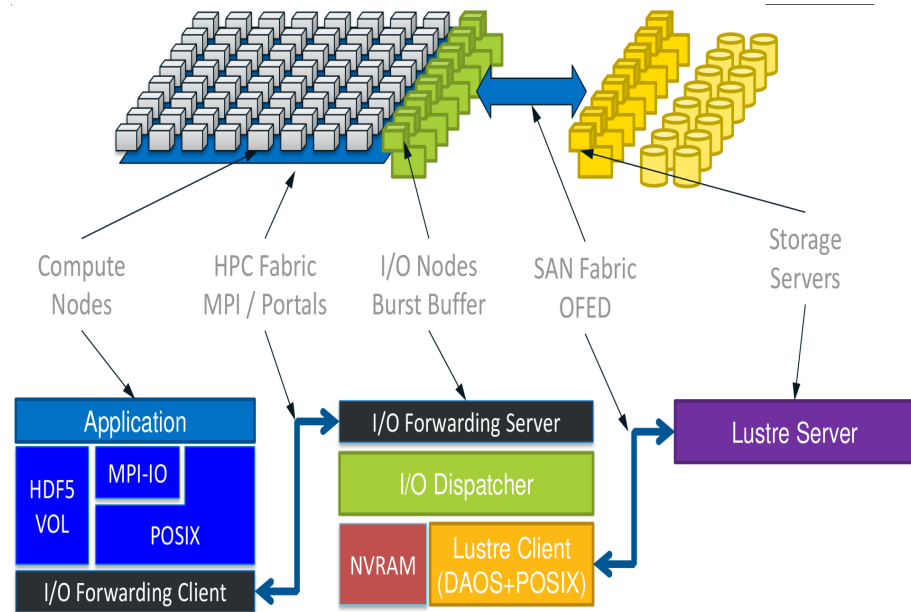 Compute
Nodes
HPC Fabric
MPI / Portals
I/O Nodes
Burst Buffer
SAN Fabric
OFED
Storage
Servers
Application
HDF5
VOL
MPI-IO
POSIX
I/O Forwarding Client
I/O Forwarding Server
I/O Dispatcher
NVRAM
Lustre Client
(DAOS+POSIX)
Lustre Server